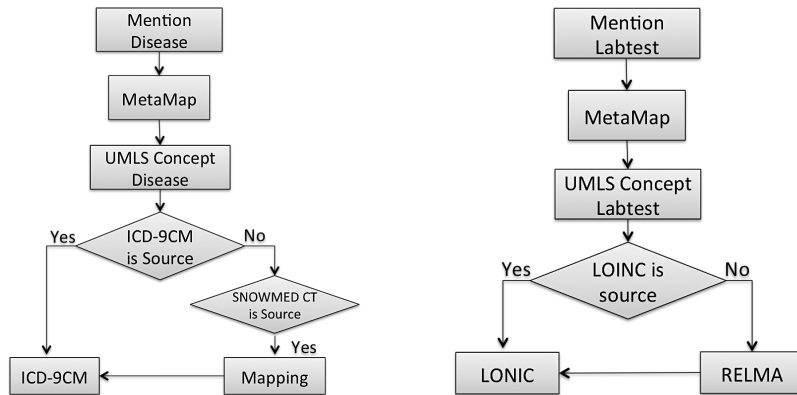 Mention
Disease
MetaMap
UMLS Concept
Disease
Yes
ICD-9CM
is Source
No
SNOWMED CT
is Source
Yes
ICD-9CM
Mapping
Mention
Labtest
MetaMap
UMLS Concept
Labtest
Yes
LOINC is
source
No
LONIC
RELMA